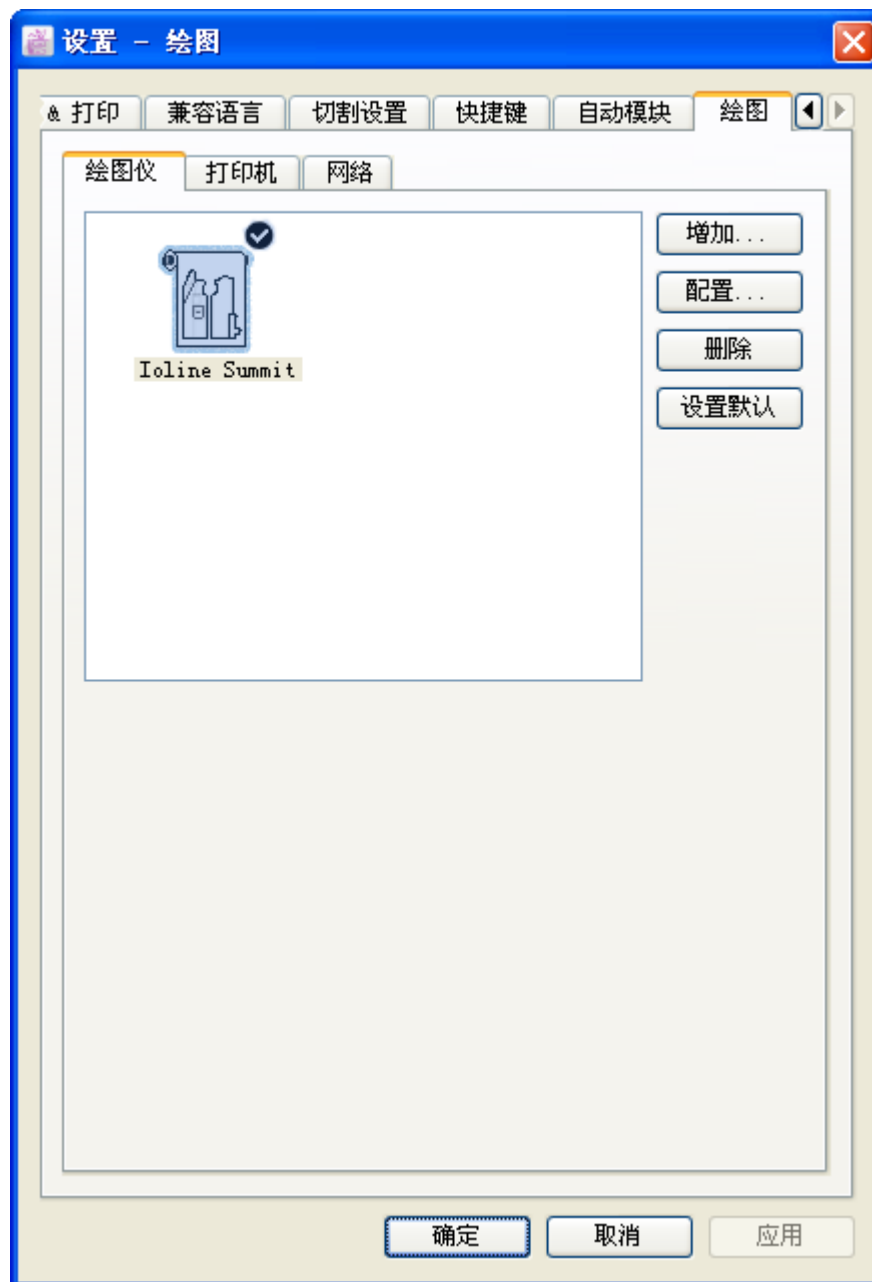 设置 - 绘图
& 打印 兼容语言 切割设置 快捷键 自动模块 绘图
绘图仪 打印机 网络
Ioline Summit
增加...
配置...
删除
设置默认
确定 取消 应用